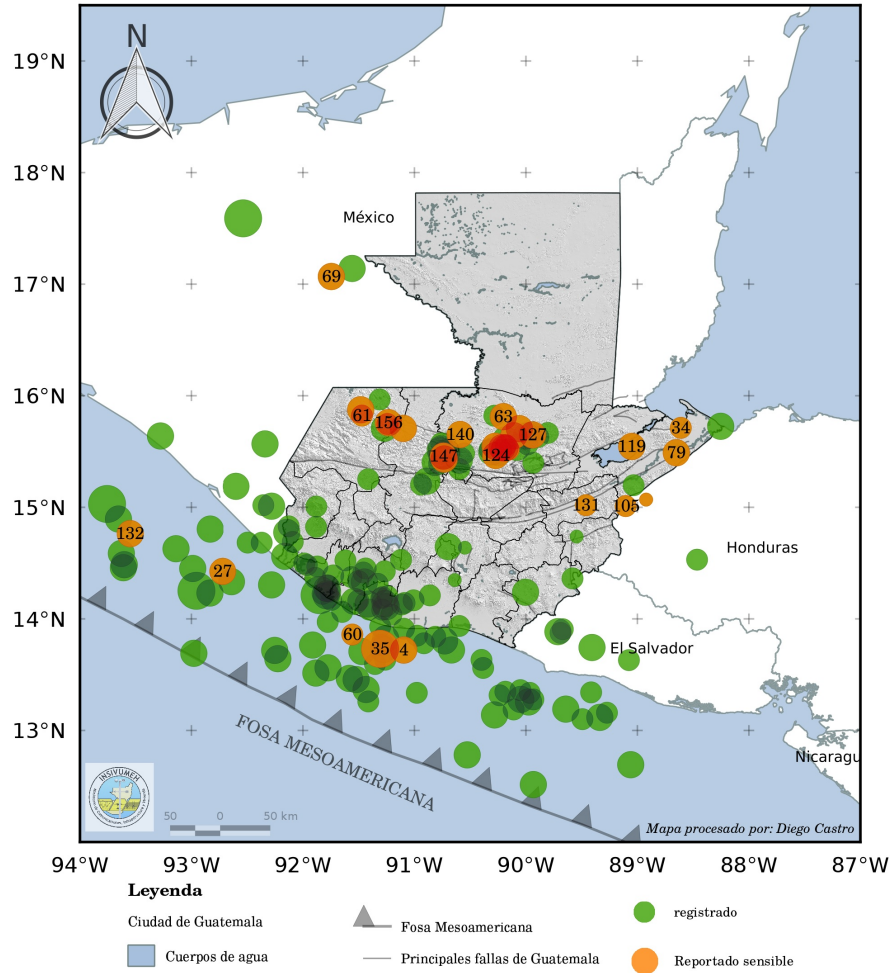 N
19°N
18°N
México
17°N
69
16°N
61
156
63
140
127
34
147
124
119
79
15°N
131
105
132
Honduras
27
14°N
60
35
4
El Salvador
13°N
FOSA MESOAMERICANA
Nicaragu
INSIVUMEH
50 0 50 km
Mapa procesado por: Diego Castro
94°W 93°W 92°W 91°W 90°W 89°W 88°W 87°W
Leyenda
Ciudad de Guatemala
Fosa Mesoamericana
registrado
Cuerpos de agua
Principales fallas de Guatemala
Reportado sensible